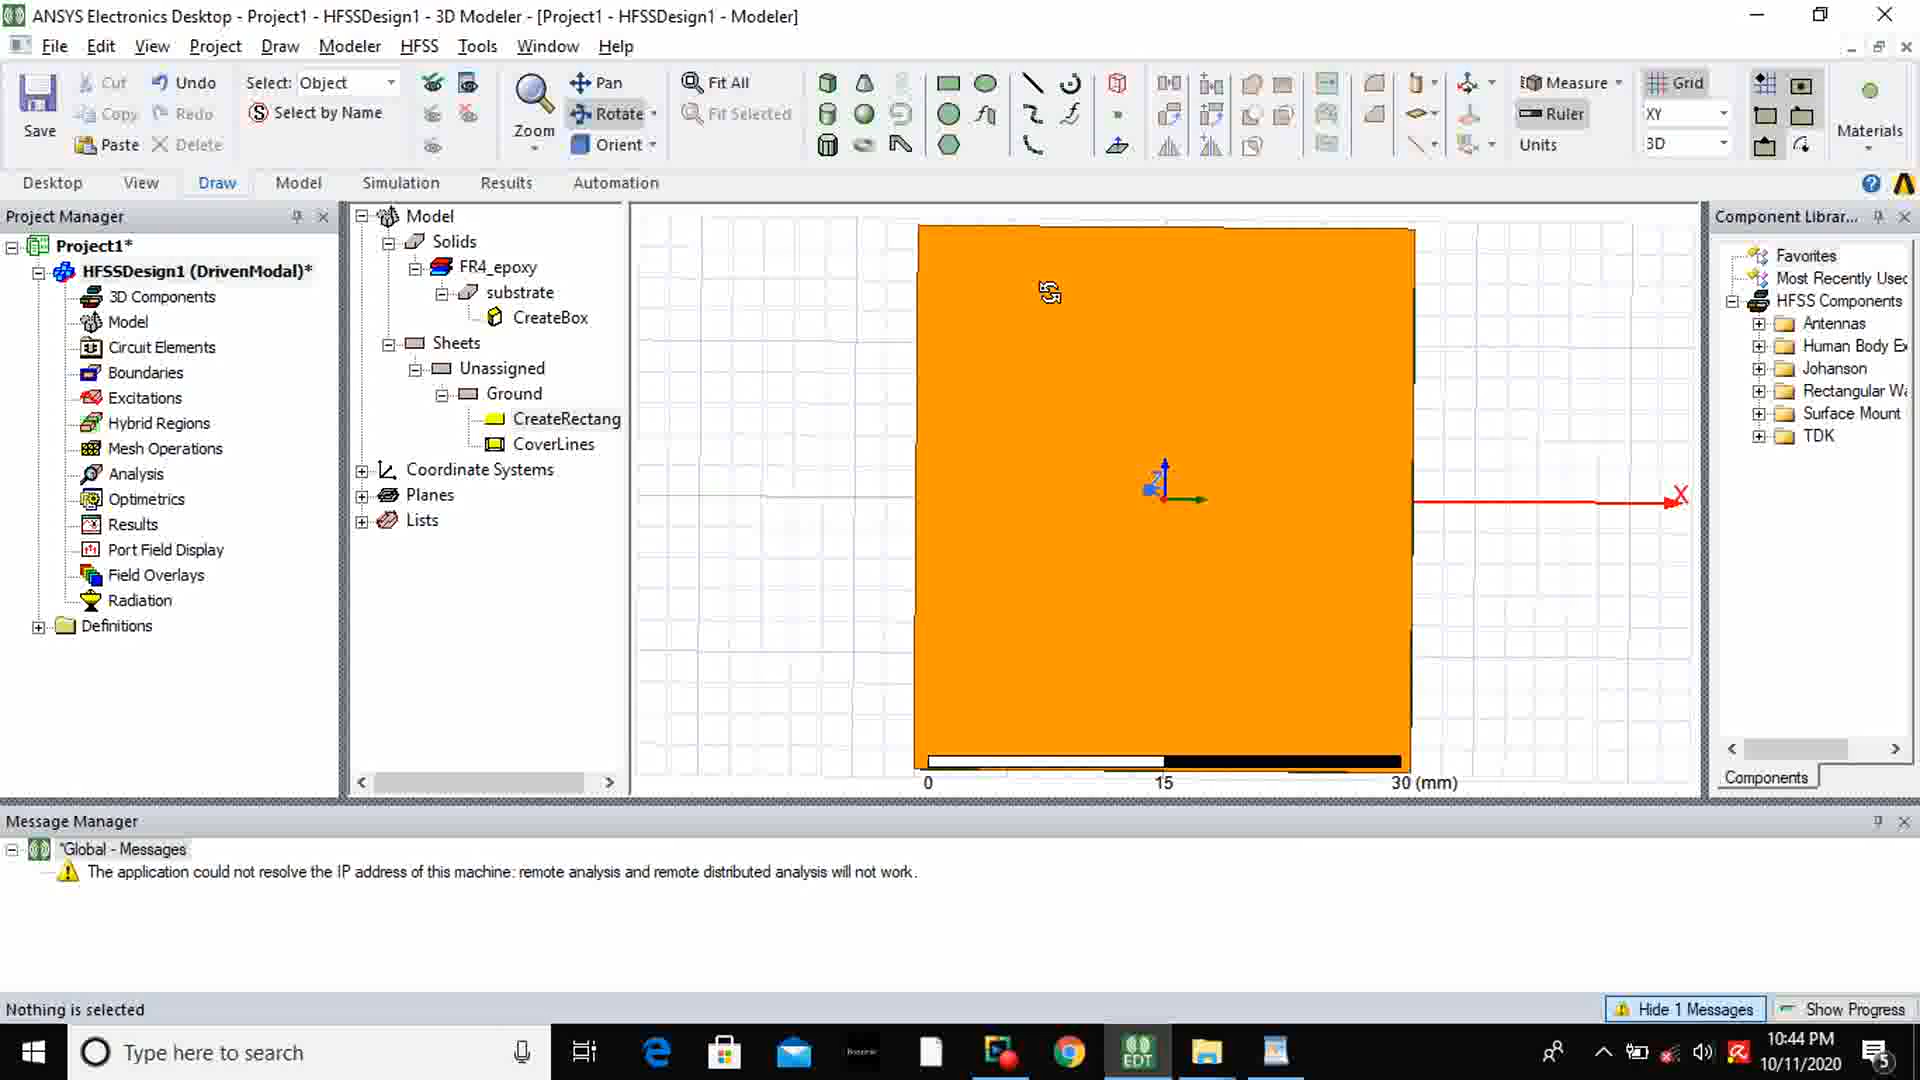 ANSYS Electronics Desktop - Project1 - HFSSDesign1 - 3D Modeler - [Project1 - HFSSDesign1 - Modeler]
File Edit View Project Draw Modeler HFSS Tools Window Help
Save
Cut
Copy
Paste
Undo
Redo
Delete
Select: Object
Select by Name
Zoom
Pan
Rotate
Orient
Fit All
Fit Selected
Measure
Ruler
Units
Grid
XY
3D
Materials
Desktop View Draw Model Simulation Results Automation
Project Manager
Project1*
HFSSDesign1 (DrivenModal)*
3D Components
Model
Circuit Elements
Boundaries
Excitations
Hybrid Regions
Mesh Operations
Analysis
Optimetrics
Results
Port Field Display
Field Overlays
Radiation
Definitions
Model
Solids
FR4_epoxy
substrate
CreateBox
Sheets
Unassigned
Ground
CreateRectang
CoverLines
Coordinate Systems
Planes
Lists
Z
X
0 15 30 (mm)
Component Librar...
Favorites
Most Recently Used
HFSS Components
Antennas
Human Body E
Johanson
Rectangular Wa
Surface Mount
TDK
Components
Message Manager
*Global - Messages
The application could not resolve the IP address of this machine: remote analysis and remote distributed analysis will not work.
Nothing is selected
Hide 1 Messages
Show Progress
Type here to search
EDT
10:44 PM
10/11/2020
5